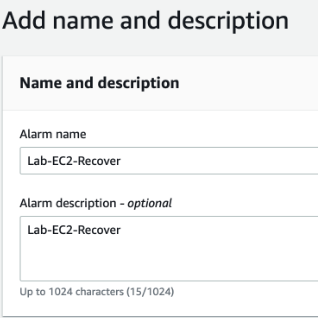 Add name and description
Name and description
Alarm name
Lab-EC2-Recover
Alarm description - optional
Lab-EC2-Recover
Up to 1024 characters (15/1024)